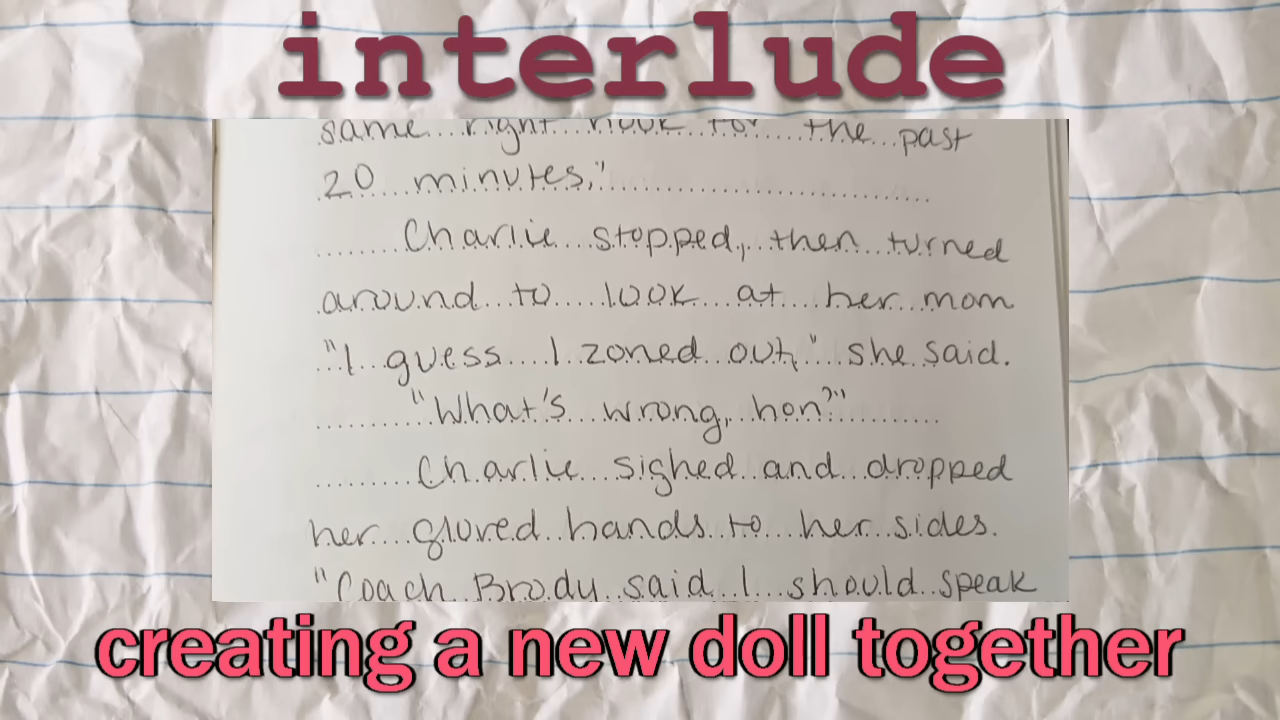 interlude
same right hook for the past
20 minutes."
Charlie stopped, then turned
around to look at her mom
"I guess I zoned out," she said.
"What's wrong, hon?"
Charlie sighed and dropped
her gloved hands to her sides.
"Coach Brody said I should speak
creating a new doll together